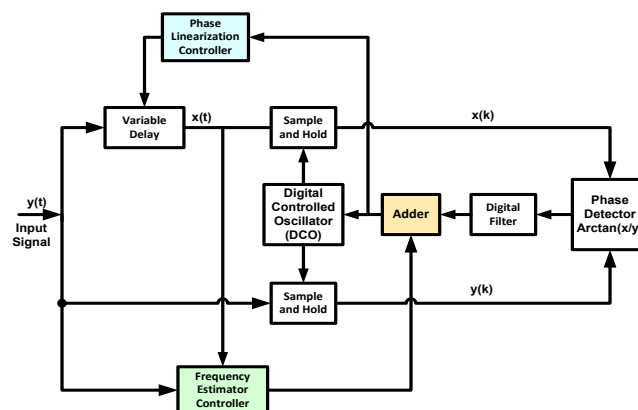 Phase
Linearization
Controller
Variable
Delay
x(t)
Sample
and Hold
x(k)
y(t)
Input
Signal
Digital
Controlled
Oscillator
(DCO)
Adder
Digital
Filter
Phase
Detector
Arctan(x/y)
Sample
and Hold
y(k)
Frequency
Estimator
Controller